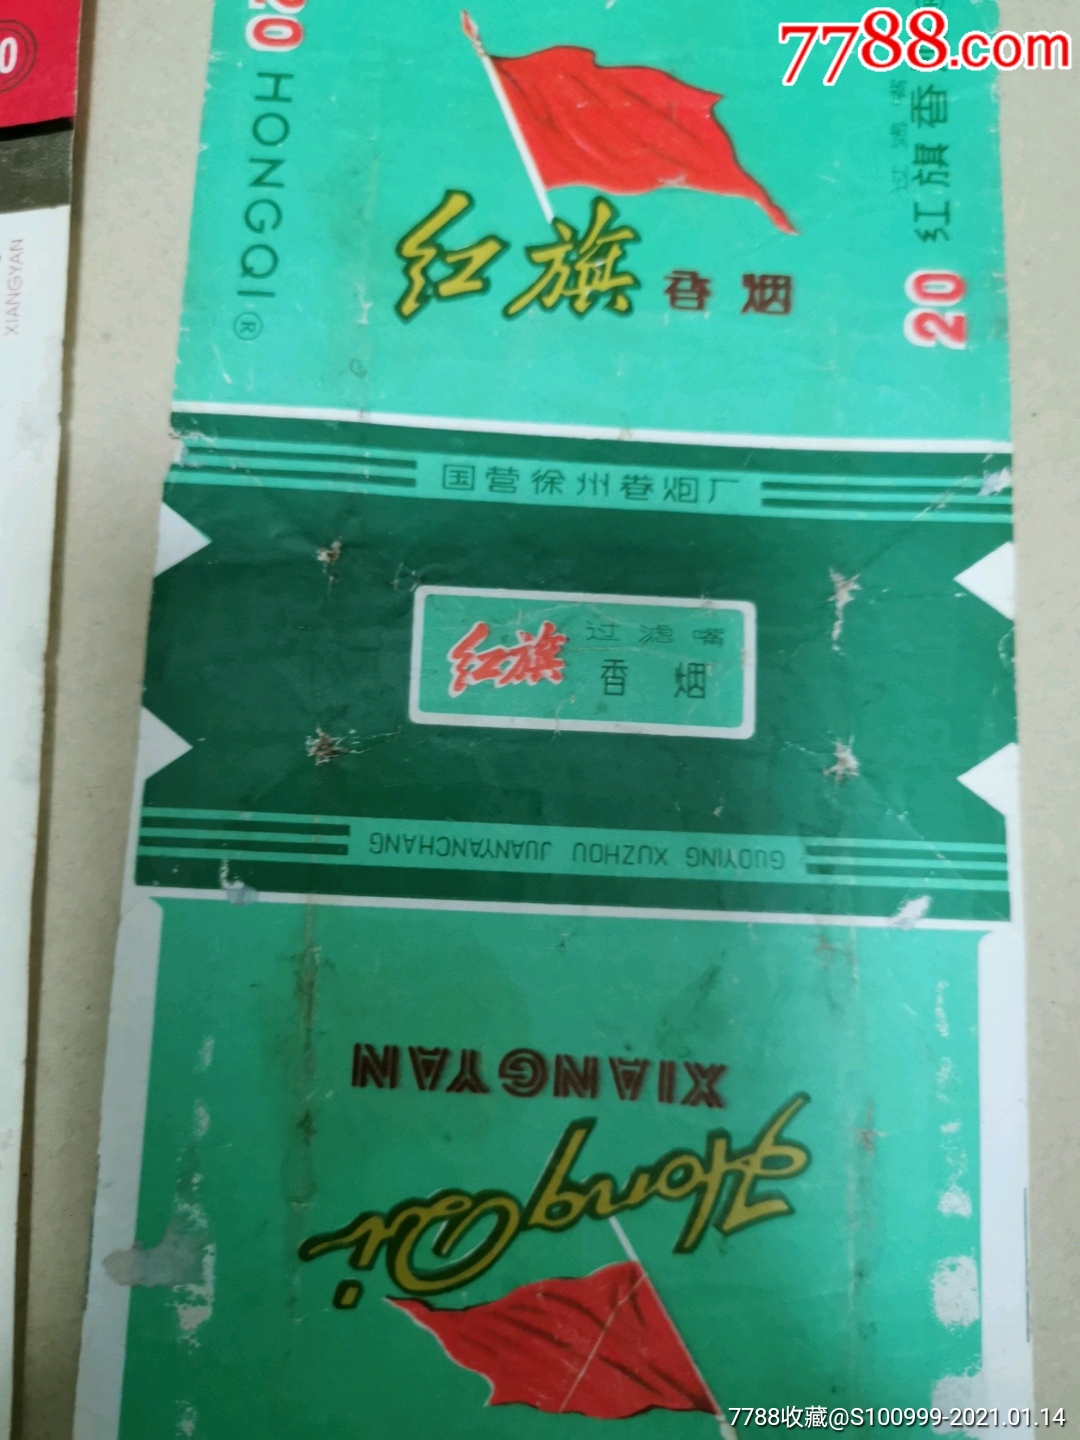 7788.com
20
HONGQI®
红旗 香烟
过滤嘴
红旗香
20
XIANGYAN
国营徐州卷烟厂
红旗
过滤嘴
香烟
GUOYING XUZHOU JUANYANCHANG
XIANGYAN
HongQi
7788收藏@S100999-2021.01.14